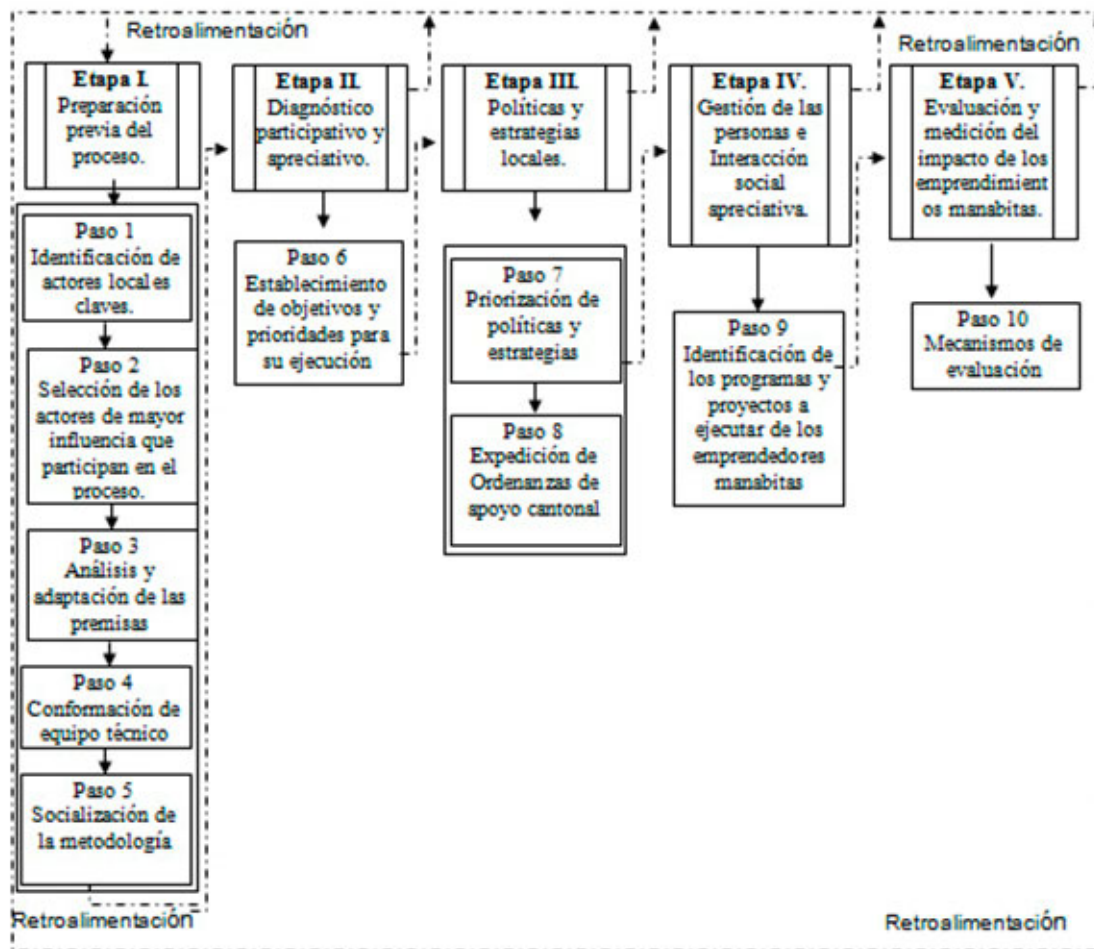 Retroalimentación
Retroalimentación
Etapa I.
Preparación
previa del
proceso.
Paso 1
Identificación de
actores locales
claves.
Paso 2
Selección de los
actores de mayor
influencia que
participan en el
proceso.
Paso 3
Análisis y
adaptación de las
premisas
Paso 4
Conformación de
equipo técnico
Paso 5
Socialización de
la metodología
Etapa II.
Diagnóstico
participativo y
apreciativo.
Paso 6
Establecimiento
de objetivos y
prioridades para
su ejecución
Etapa III.
Políticas y
estrategias
locales.
Paso 7
Priorización de
políticas y
estrategias
Paso 8
Expedición de
Ordenanzas de
apoyo cantonal
Etapa IV.
Gestión de las
personas e
Interacción
social
apreciativa.
Paso 9
Identificación de
los programas y
proyectos a
ejecutar de los
emprendedores
manabitas
Etapa V.
Evaluación y
medición del
impacto de los
emprendimient
os manabitas.
Paso 10
Mecanismos de
evaluación
Retroalimentación
Retroalimentación